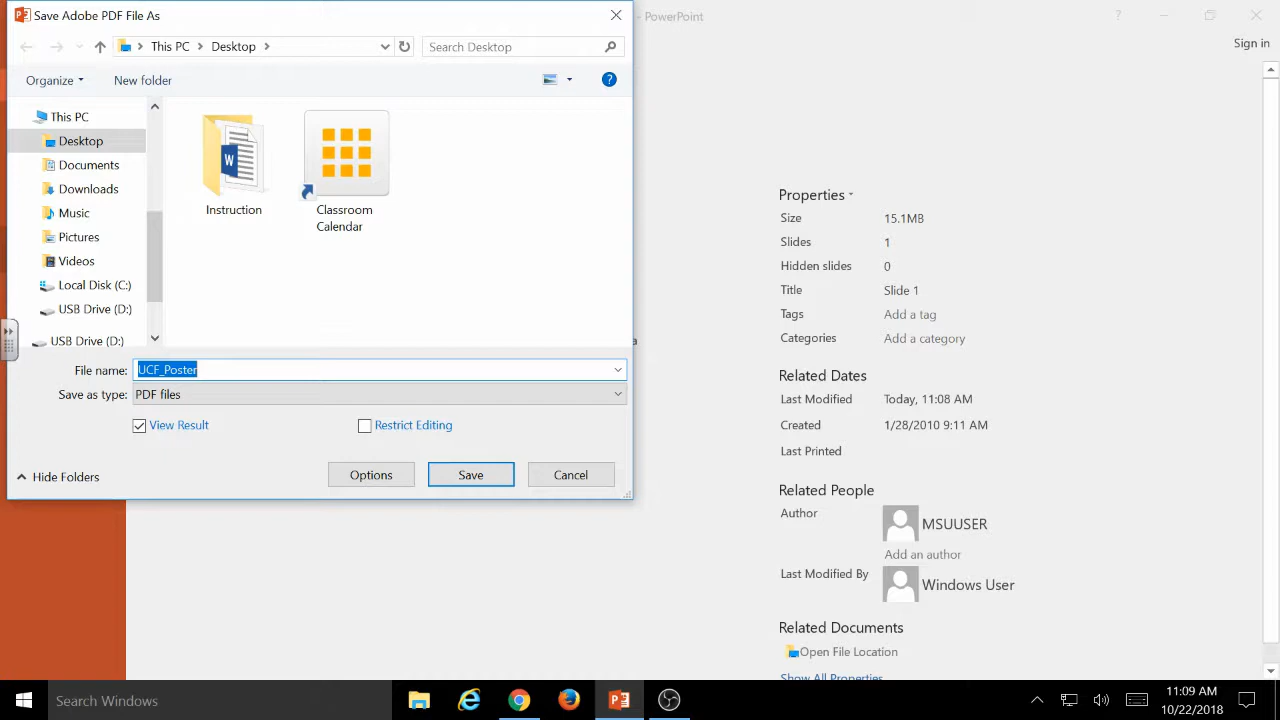 Save Adobe PDF File As
- PowerPoint
?
Sign in
This PC
Desktop
Search Desktop
Organize
New folder
?
This PC
Desktop
Documents
Downloads
Music
Pictures
Videos
Local Disk (C:)
USB Drive (D:)
USB Drive (D:)
W
Instruction
Classroom
Calendar
File name: UCF_Poster
Save as type: PDF files
View Result
Restrict Editing
Hide Folders
Options
Save
Cancel
Properties
Size 15.1MB
Slides 1
Hidden slides 0
Title Slide 1
Tags Add a tag
Categories Add a category
Related Dates
Last Modified Today, 11:08 AM
Created 1/28/2010 9:11 AM
Last Printed
Related People
Author MSUUSER
Add an author
Last Modified By Windows User
Related Documents
Open File Location
Show All Properties
Search Windows
11:09 AM
10/22/2018